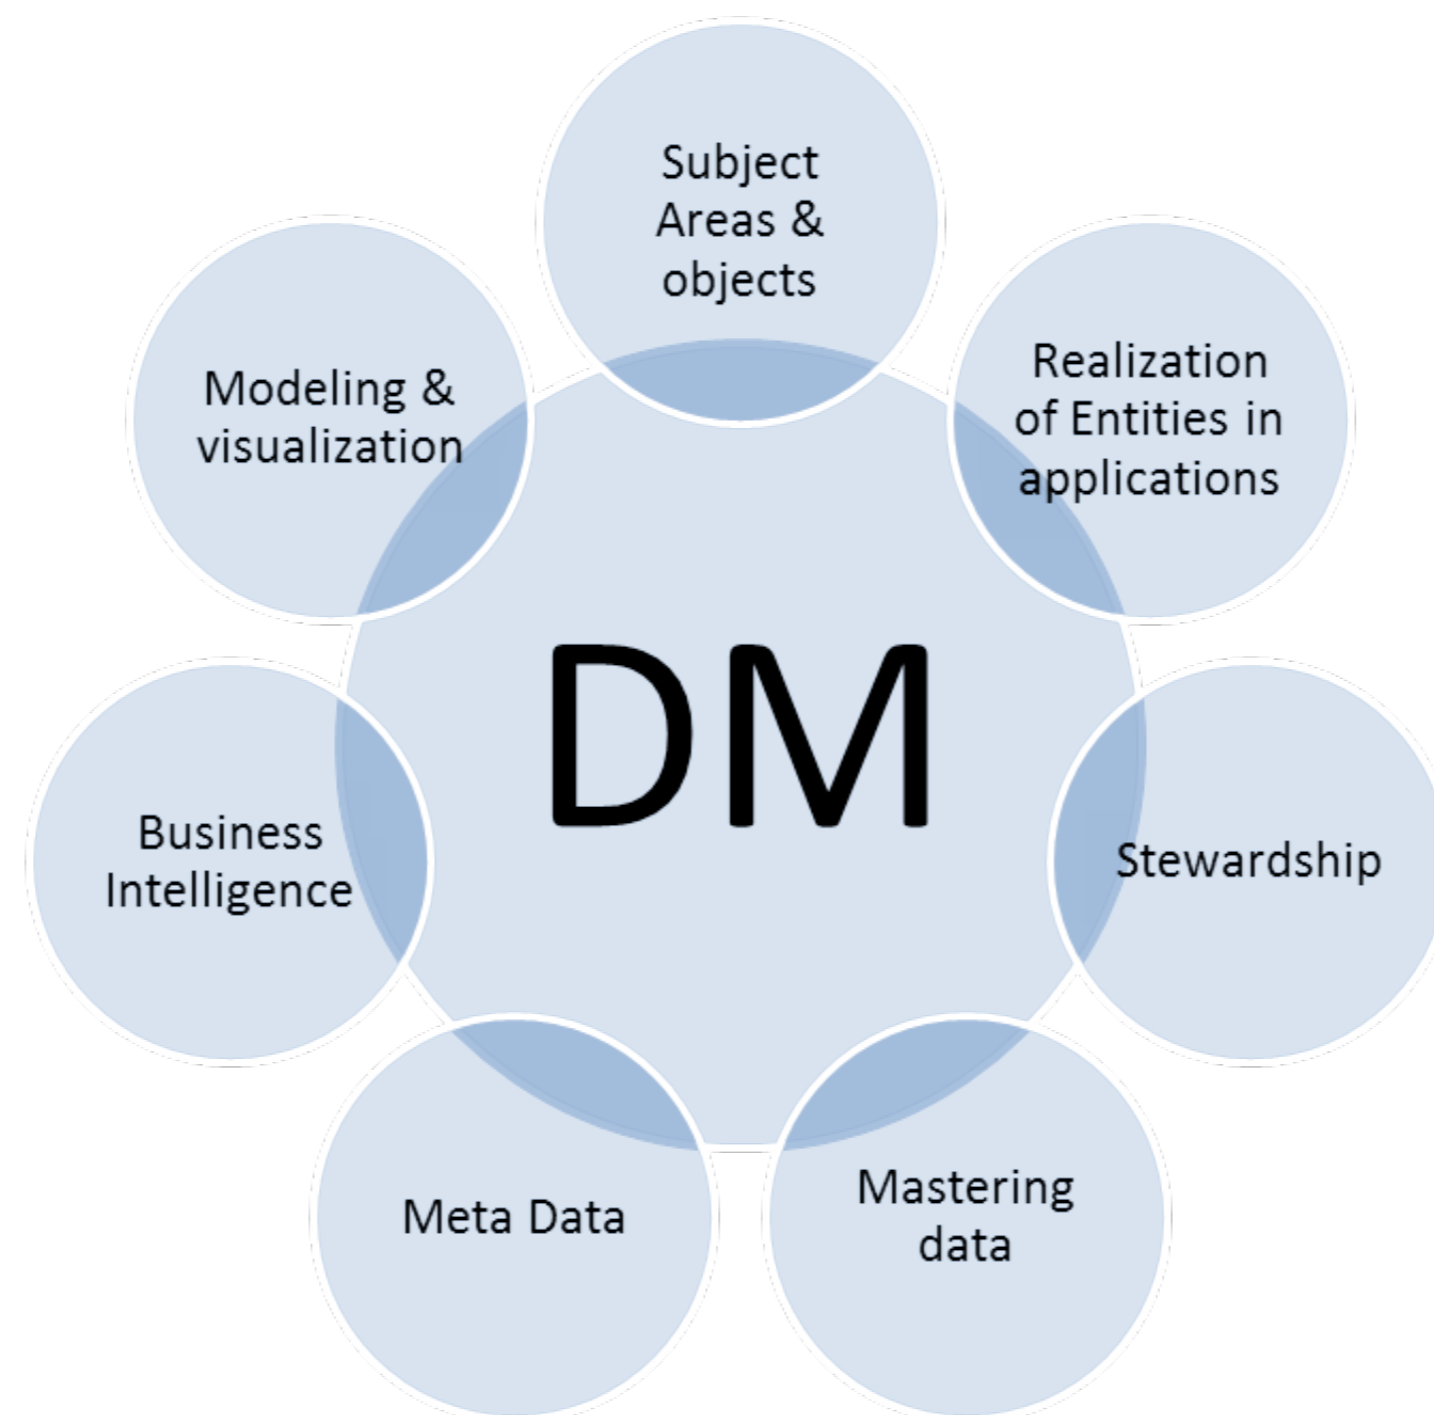 Subject
Areas &
objects
Realization
of Entities in
applications
Modeling &
visualization
DM
Stewardship
Business
Intelligence
Mastering
data
Meta Data